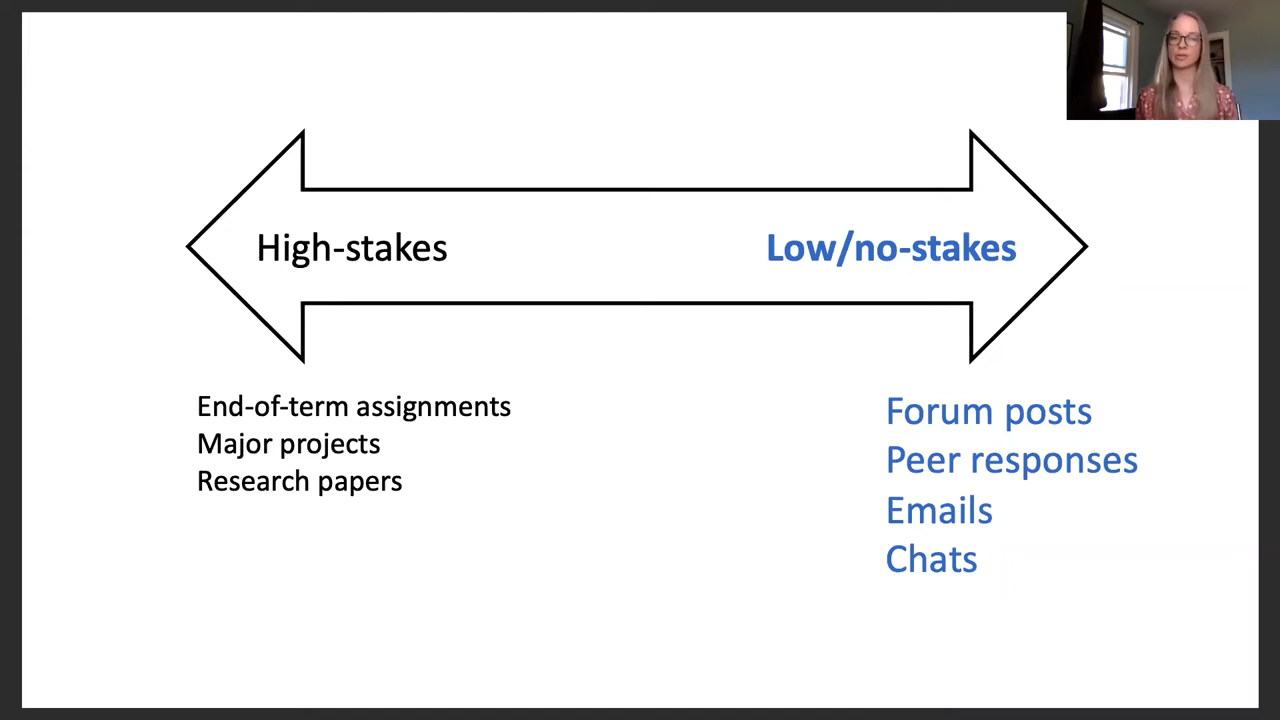 High-stakes
Low/no-stakes
End-of-term assignments
Major projects
Research papers
Forum posts
Peer responses
Emails
Chats